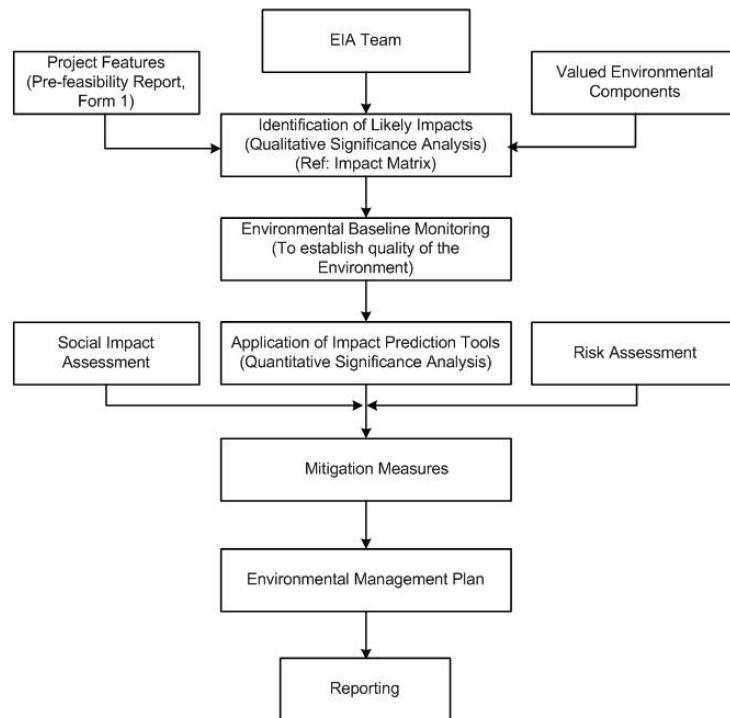 EIA Team
Project Features
(Pre-feasibility Report,
Form 1)
Valued Environmental
Components
Identification of Likely Impacts
(Qualitative Significance Analysis)
(Ref: Impact Matrix)
Environmental Baseline Monitoring
(To establish quality of the
Environment)
Social Impact
Assessment
Application of Impact Prediction Tools
(Quantitative Significance Analysis)
Risk Assessment
Mitigation Measures
Environmental Management Plan
Reporting